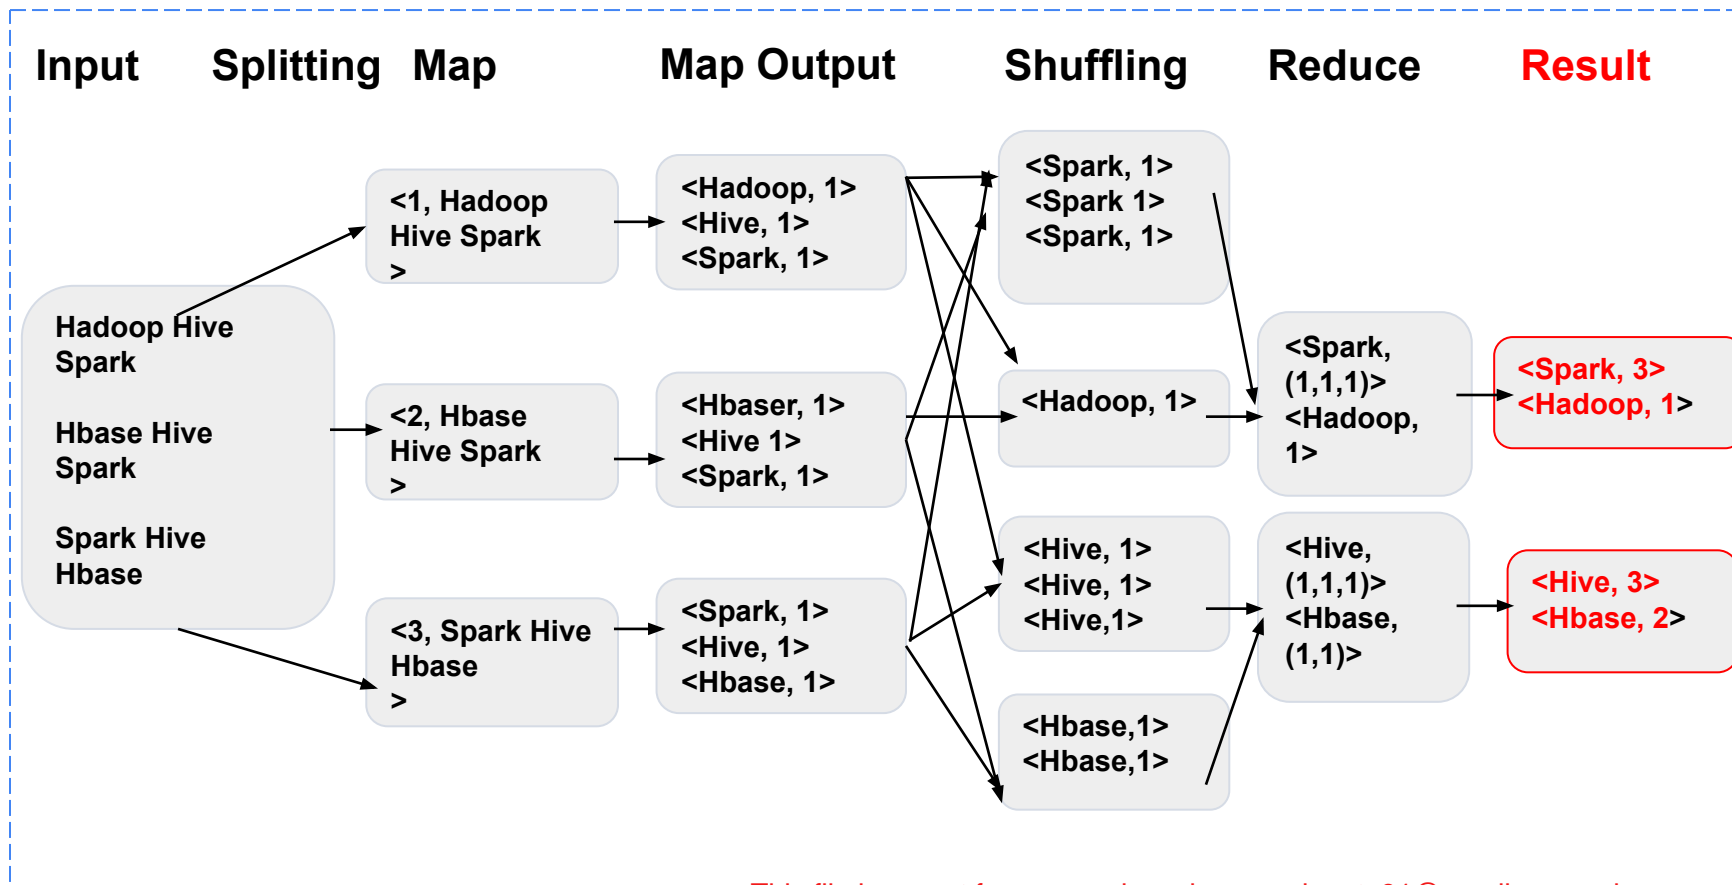 Input Splitting Map Map Output Shuffling Reduce Result
Hadoop Hive
Spark
Hbase Hive
Spark
Spark Hive
Hbase
<1, Hadoop
Hive Spark
>
<2, Hbase
Hive Spark
>
<3, Spark Hive
Hbase
>
<Hadoop, 1>
<Hive, 1>
<Spark, 1>
<Hbaser, 1>
<Hive 1>
<Spark, 1>
<Spark, 1>
<Hive, 1>
<Hbase, 1>
<Spark, 1>
<Spark 1>
<Spark, 1>
<Hadoop, 1>
<Hive, 1>
<Hive, 1>
<Hive,1>
<Hbase,1>
<Hbase,1>
<Spark,
(1,1,1)>
<Hadoop,
1>
<Hive,
(1,1,1)>
<Hbase,
(1,1)>
<Spark, 3>
<Hadoop, 1>
<Hive, 3>
<Hbase, 2>